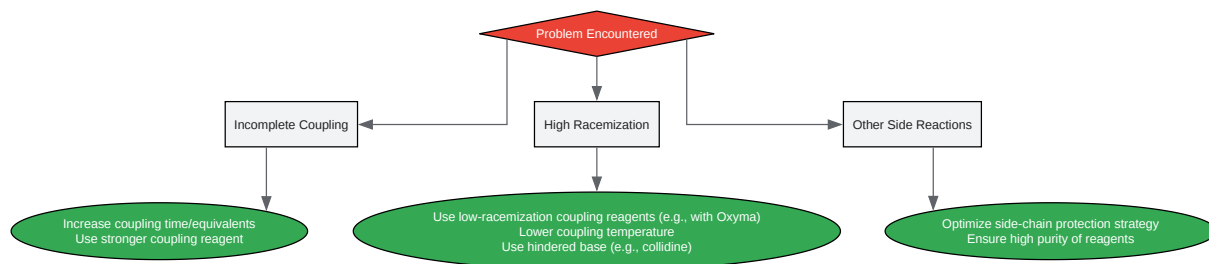 Problem Encountered
Incomplete Coupling
High Racemization
Other Side Reactions
Increase coupling time/equivalents
Use stronger coupling reagent
Use low-racemization coupling reagents (e.g., with Oxyma)
Lower coupling temperature
Use hindered base (e.g., collidine)
Optimize side-chain protection strategy
Ensure high purity of reagents